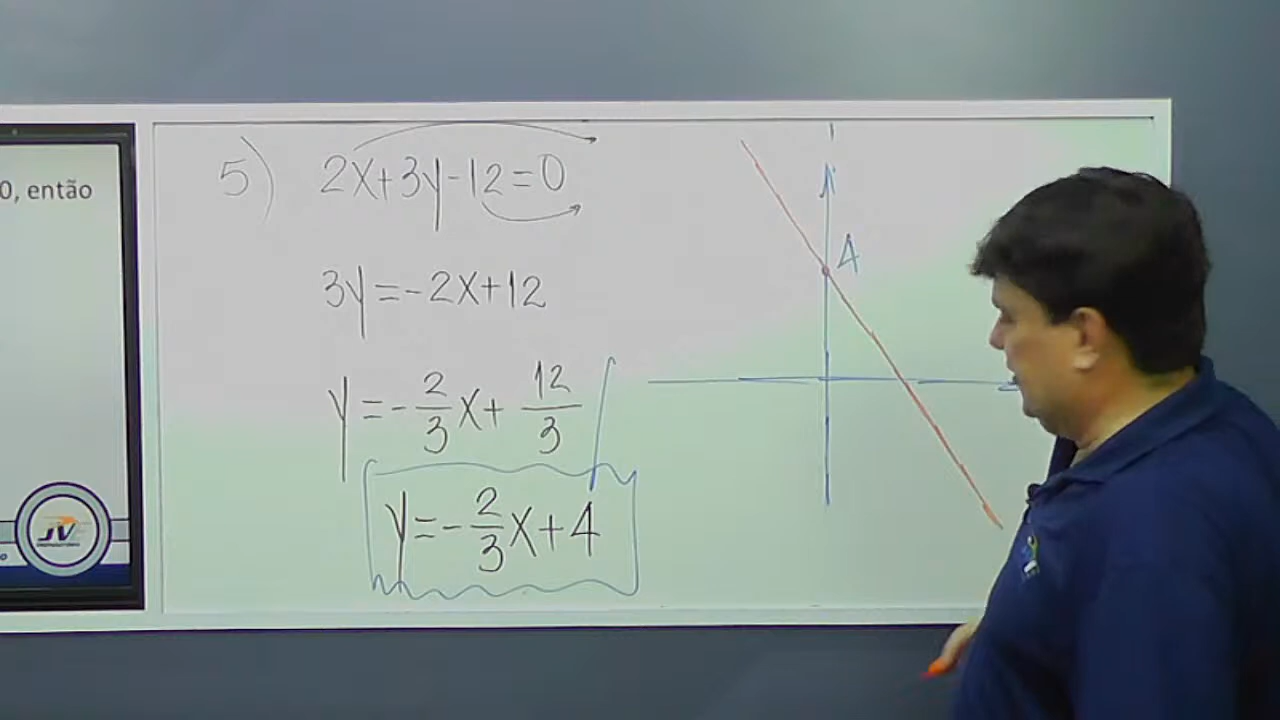 0, então
5) 2x+3y-12=0
3y=-2x+12
y=-2/3x+12/3
y=-2/3x+4
4
JV